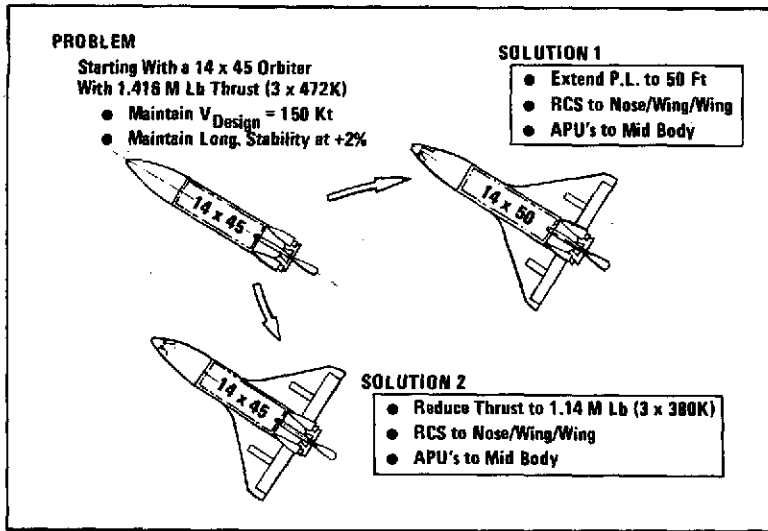 PROBLEM
Starting With a 14 x 45 Orbiter
With 1.416 M Lb Thrust (3 x 472K)
● Maintain V Design = 150 Kt
● Maintain Long. Stability at +2%
14 x 45
SOLUTION 1
● Extend P.L. to 50 Ft
● RCS to Nose/Wing/Wing
● APU's to Mid Body
14 x 50
14 x 45
SOLUTION 2
● Reduce Thrust to 1.14 M Lb (3 x 380K)
● RCS to Nose/Wing/Wing
● APU's to Mid Body